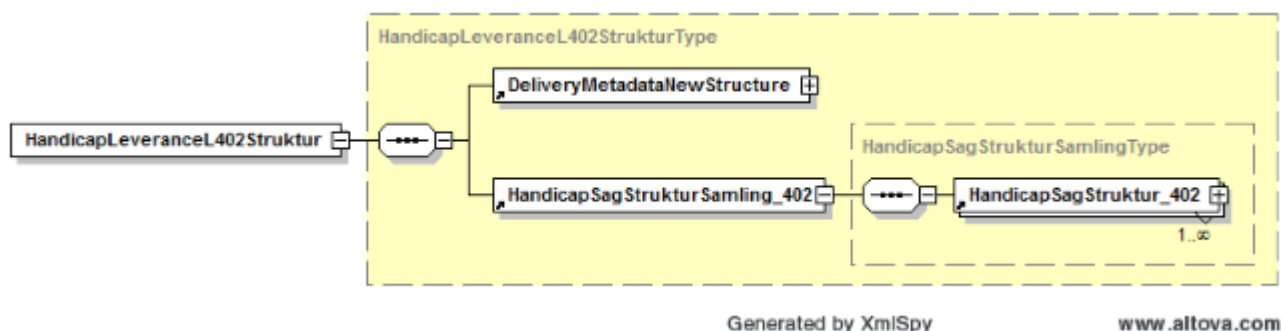 HandicapLeveranceL402StrukturType
DeliveryMetadataNewStructure
HandicapLeveranceL402Struktur
HandicapSagStrukturSamlingType
HandicapSagStrukturSamling_402
HandicapSagStruktur_402
1..∞
Generated by XmlSpy
www.altova.com